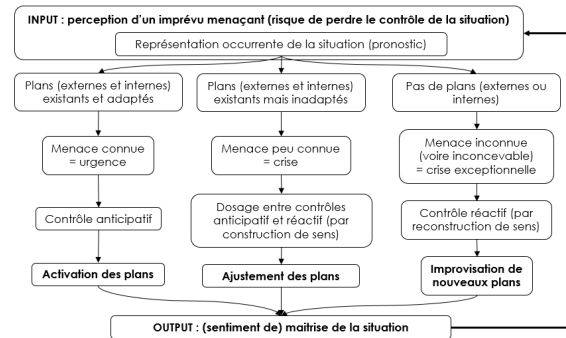 INPUT : perception d'un imprévu menaçant (risque de perdre le contrôle de la situation)
Représentation occurrente de la situation (pronostic)
Plans (externes et internes)
existants et adaptés
Plans (externes et internes)
existants mais inadaptés
Pas de plans (externes ou
internes)
Menace connue
= urgence
Menace peu connue
= crise
Menace inconnue
(voire inconcevable)
= crise exceptionnelle
Contrôle anticipatif
Dosage entre contrôles
anticipatif et réactif (par
construction de sens)
Contrôle réactif (par
reconstruction de sens)
Activation des plans
Ajustement des plans
Improvisation de
nouveaux plans
OUTPUT : (sentiment de) maitrise de la situation